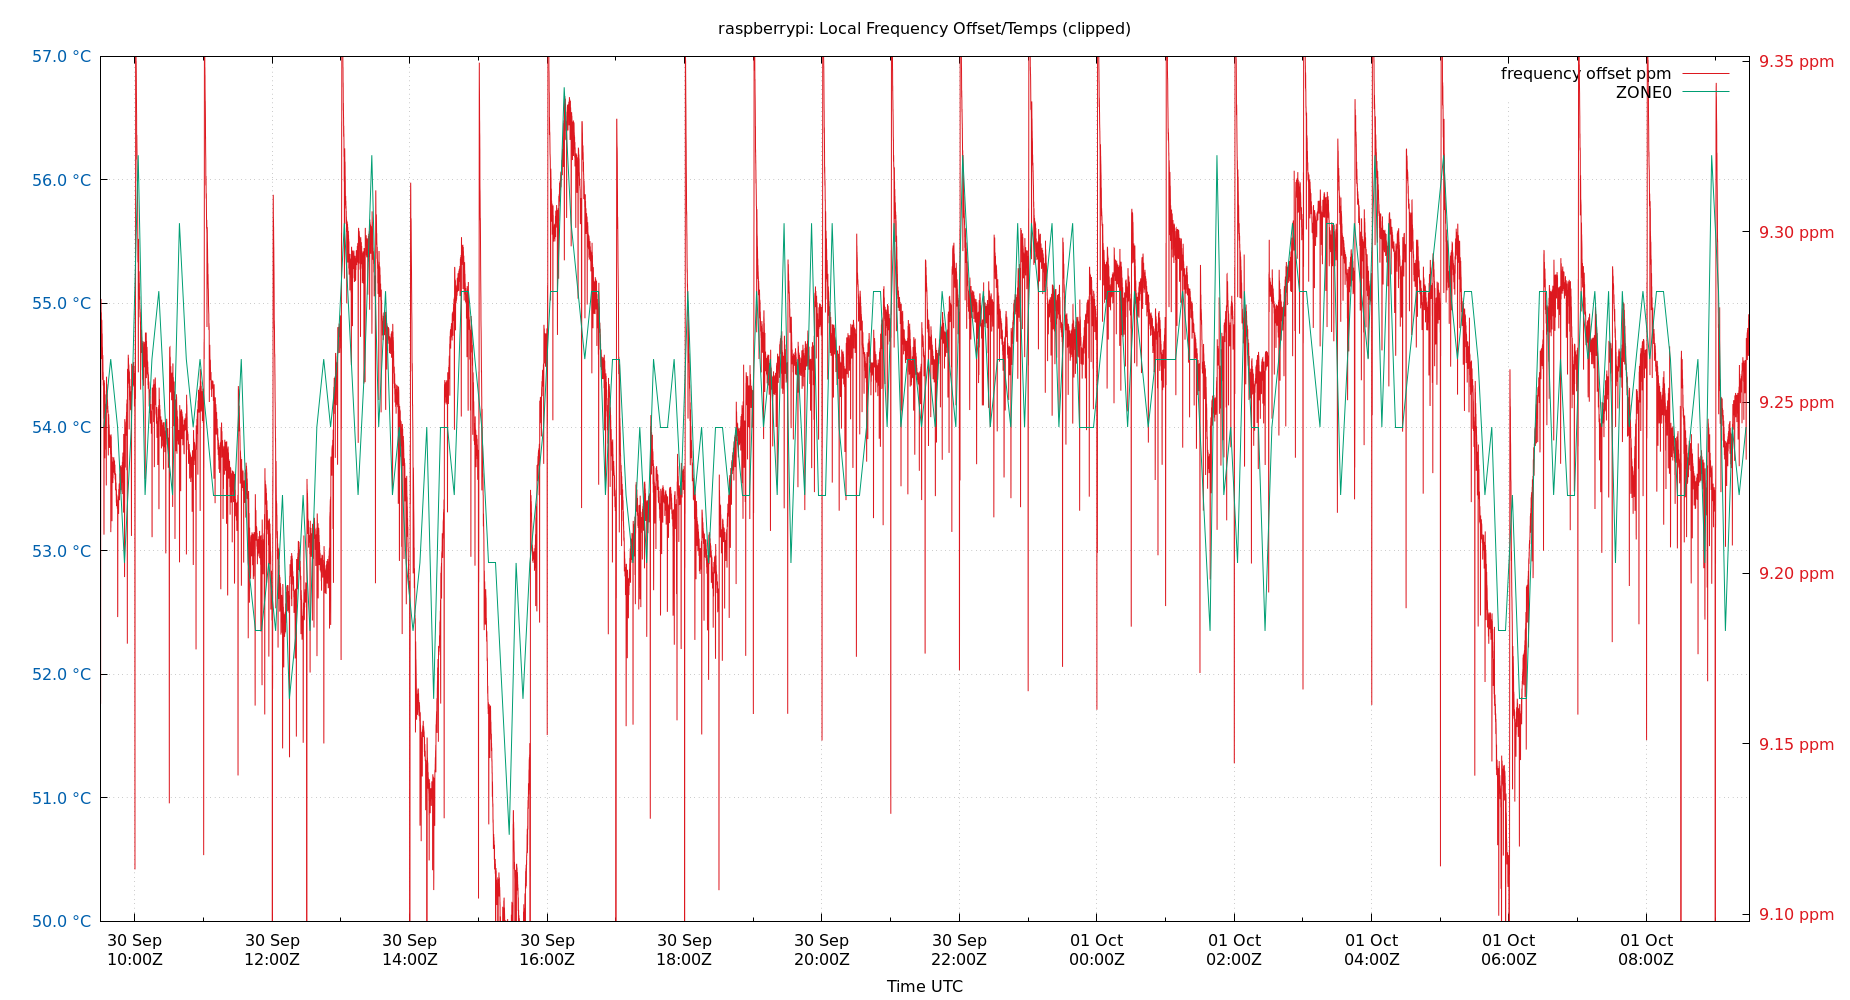 raspberrypi: Local Frequency Offset/Temps (clipped)
57.0 °C
56.0 °C
55.0 °C
54.0 °C
53.0 °C
52.0 °C
51.0 °C
50.0 °C
frequency offset ppm
ZONE0
9.35 ppm
9.30 ppm
9.25 ppm
9.20 ppm
9.15 ppm
9.10 ppm
30 Sep
10:00Z
30 Sep
12:00Z
30 Sep
14:00Z
30 Sep
16:00Z
30 Sep
18:00Z
30 Sep
20:00Z
30 Sep
22:00Z
01 Oct
00:00Z
01 Oct
02:00Z
01 Oct
04:00Z
01 Oct
06:00Z
01 Oct
08:00Z
Time UTC